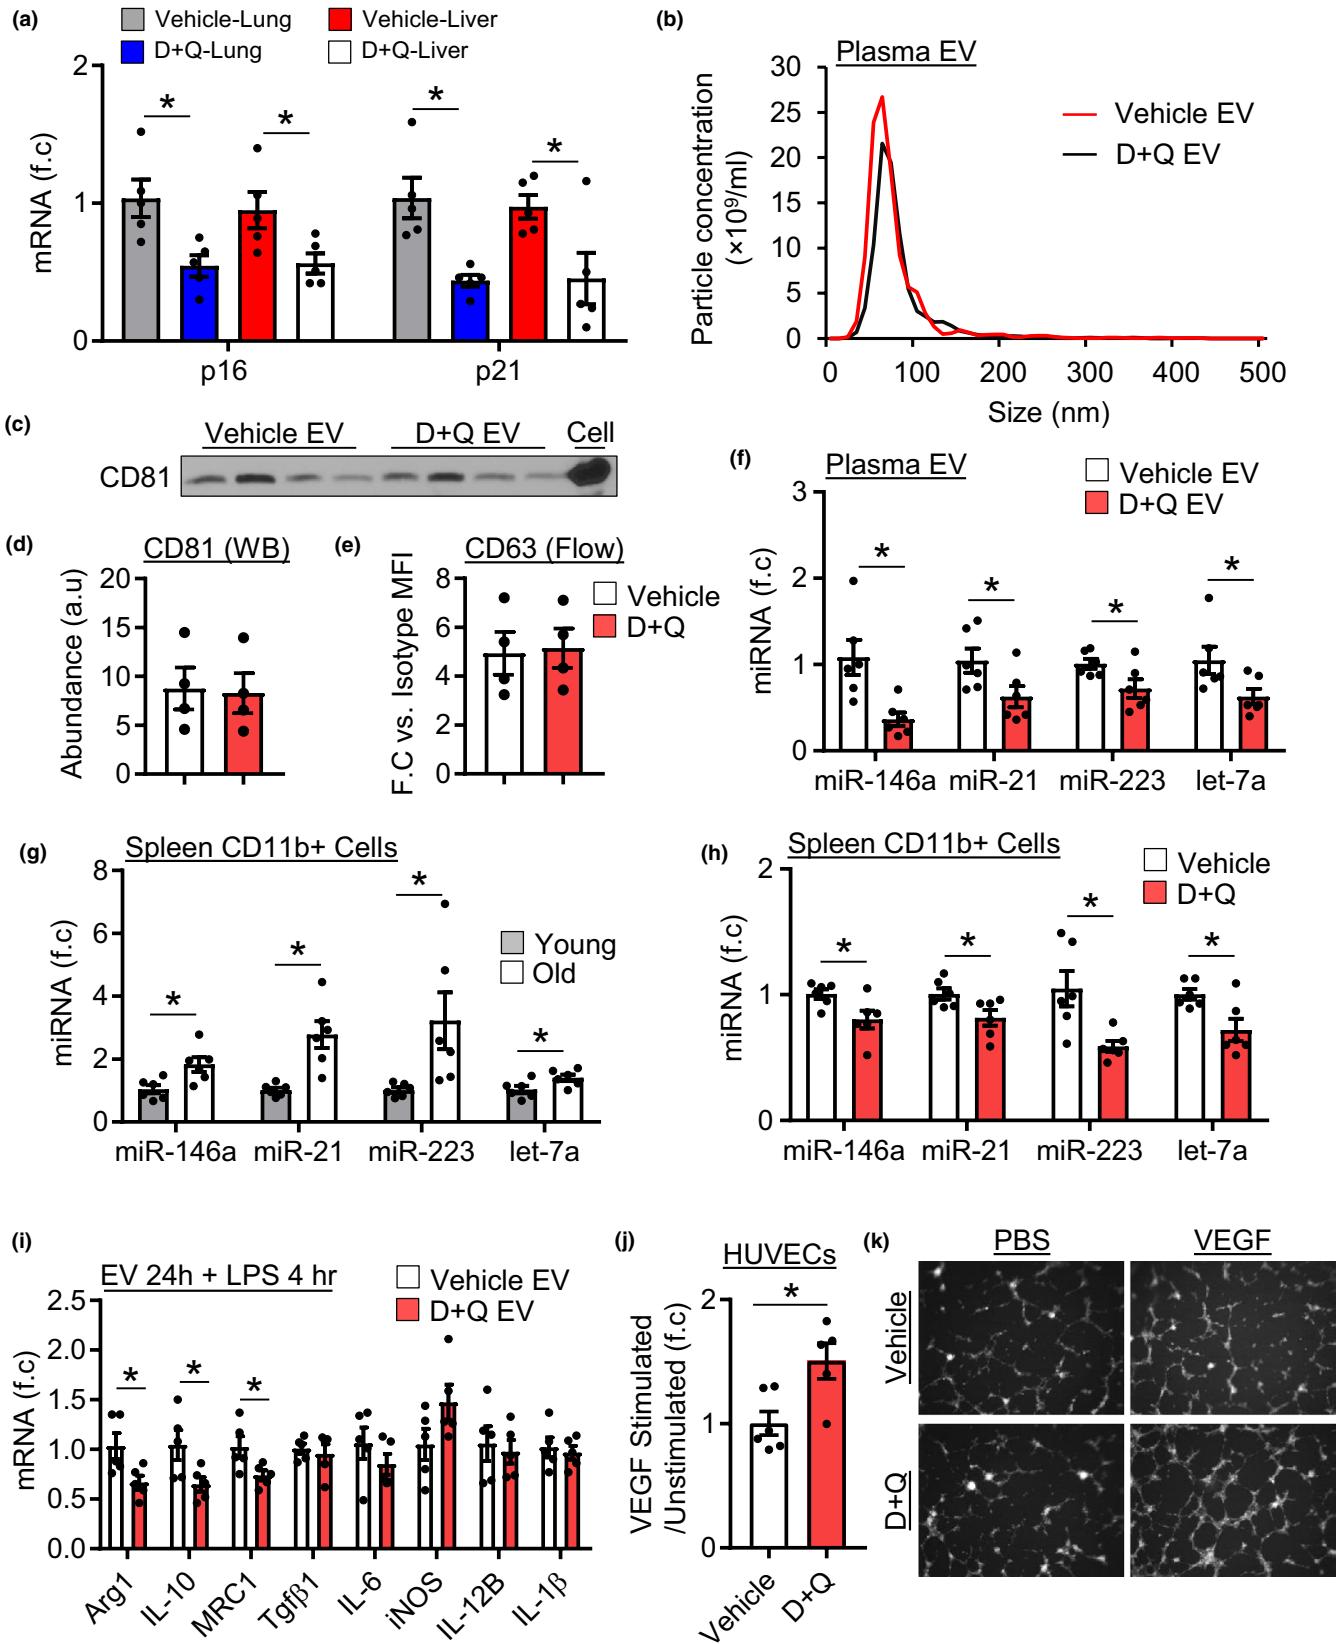 (a)
Vehicle-Lung
Vehicle-Liver
D+Q-Lung
D+Q-Liver
mRNA (f.c)
2
1
0
*
*
*
*
p16
p21
(b)
Plasma EV
Particle concentration
(×10⁹/ml)
30
25
20
15
10
5
0
Vehicle EV
D+Q EV
0 100 200 300 400 500
Size (nm)
(c)
Vehicle EV
D+Q EV
Cell
CD81
(d)
CD81 (WB)
Abundance (a.u)
20
15
10
5
0
(e)
CD63 (Flow)
F.C vs. Isotype MFI
8
6
4
2
0
Vehicle
D+Q
(f)
Plasma EV
Vehicle EV
D+Q EV
miRNA (f.c)
3
2
1
0
*
*
*
*
miR-146a miR-21 miR-223 let-7a
(g)
Spleen CD11b+ Cells
miRNA (f.c)
8
6
4
2
0
Young
Old
*
*
*
*
miR-146a miR-21 miR-223 let-7a
(h)
Spleen CD11b+ Cells
Vehicle
D+Q
miRNA (f.c)
2
1
0
*
*
*
*
miR-146a miR-21 miR-223 let-7a
(i)
EV 24h + LPS 4 hr
Vehicle EV
D+Q EV
mRNA (f.c)
2.5
2.0
1.5
1.0
0.5
0.0
*
*
*
Arg1 IL-10 MRC1 Tgfβ1 IL-6 iNOS IL-12B IL-1β
(j)
HUVECs
VEGF Stimulated
/Unstimulated (f.c)
2
1
0
*
Vehicle D+Q
(k)
PBS
VEGF
Vehicle
D+Q